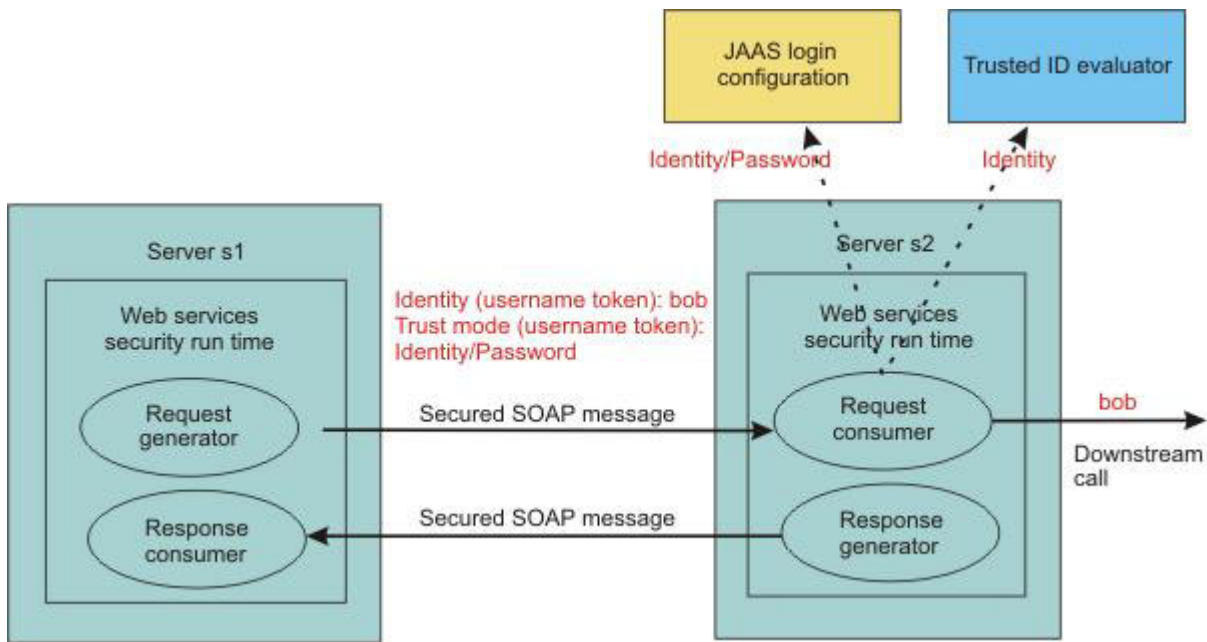 JAAS login
configuration
Trusted ID evaluator
Identity/Password
Identity
Server s1
Server s2
Web services
security run time
Identity (username token): bob
Trust mode (username token):
Identity/Password
Web services
security run time
Request
generator
Secured SOAP message
Request
consumer
bob
Downstream
call
Response
consumer
Secured SOAP message
Response
generator